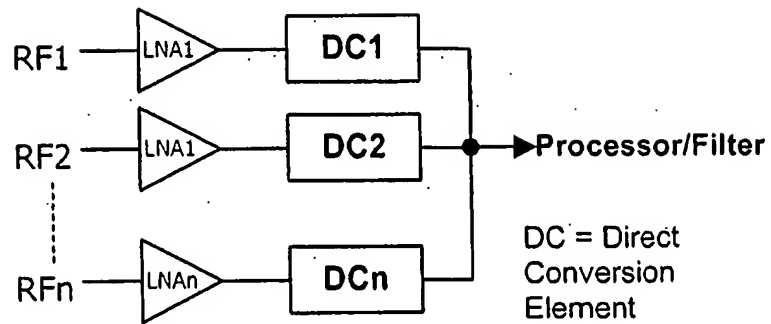 RF1 LNA1 DC1
RF2 LNA1 DC2 Processor/Filter
RFn LNAn DCn
DC = Direct
Conversion
Element